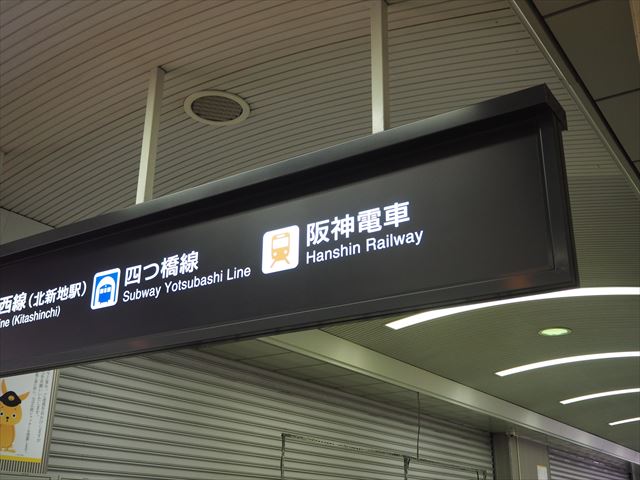 西線（北新地駅）
ine (Kitashinchi)
四つ橋線
Subway Yotsubashi Line
阪神電車
Hanshin Railway